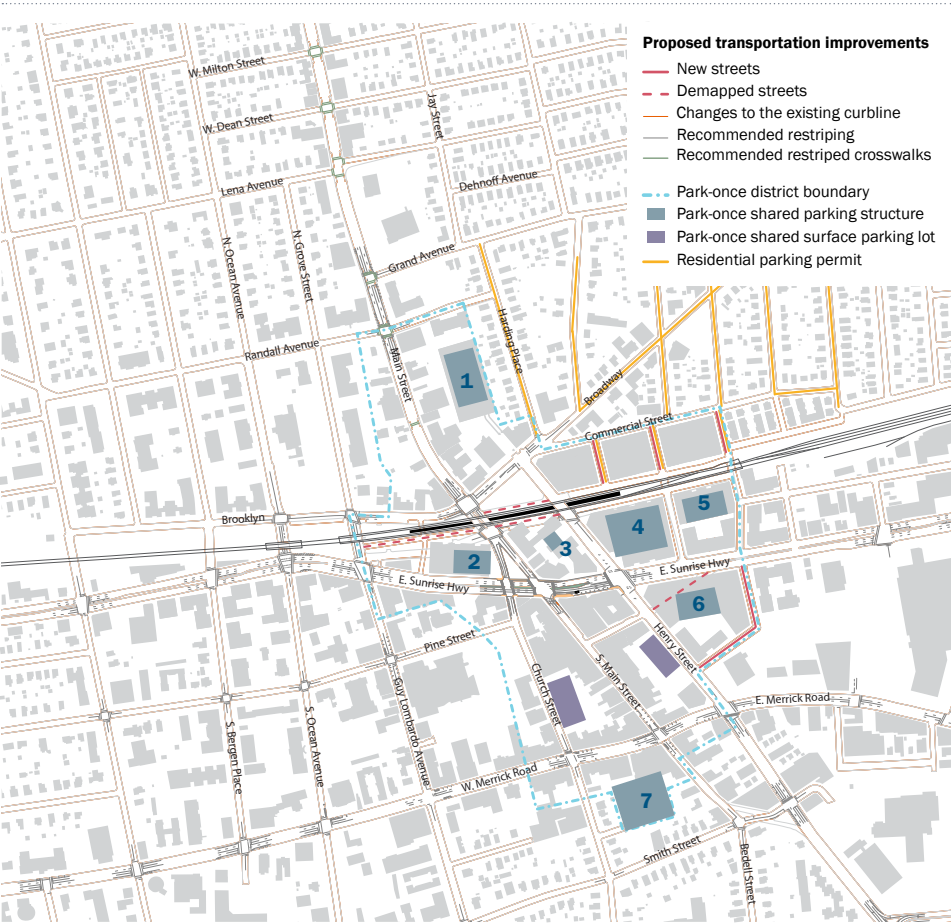 Proposed transportation improvements
New streets
Demapped streets
Changes to the existing curbline
Recommended restriping
Recommended restriped crosswalks
Park-once district boundary
Park-once shared parking structure
Park-once shared surface parking lot
Residential parking permit
W. Milton Street
Jay Street
W. Dean Street
Lena Avenue
Dehnoff Avenue
N. Ocean Avenue
N. Grove Street
Grand Avenue
Randall Avenue
Main Street
Harding Place
1
Broadway
Commercial Street
Brooklyn
5
4
3
2
E. Sunrise Hwy
E. Sunrise Hwy
6
Pine Street
Henry Street
Church Street
S. Main Street
Guy Lombardo Avenue
S. Ocean Avenue
S. Bergen Place
E. Merrick Road
W. Merrick Road
7
Smith Street
Bedell Street